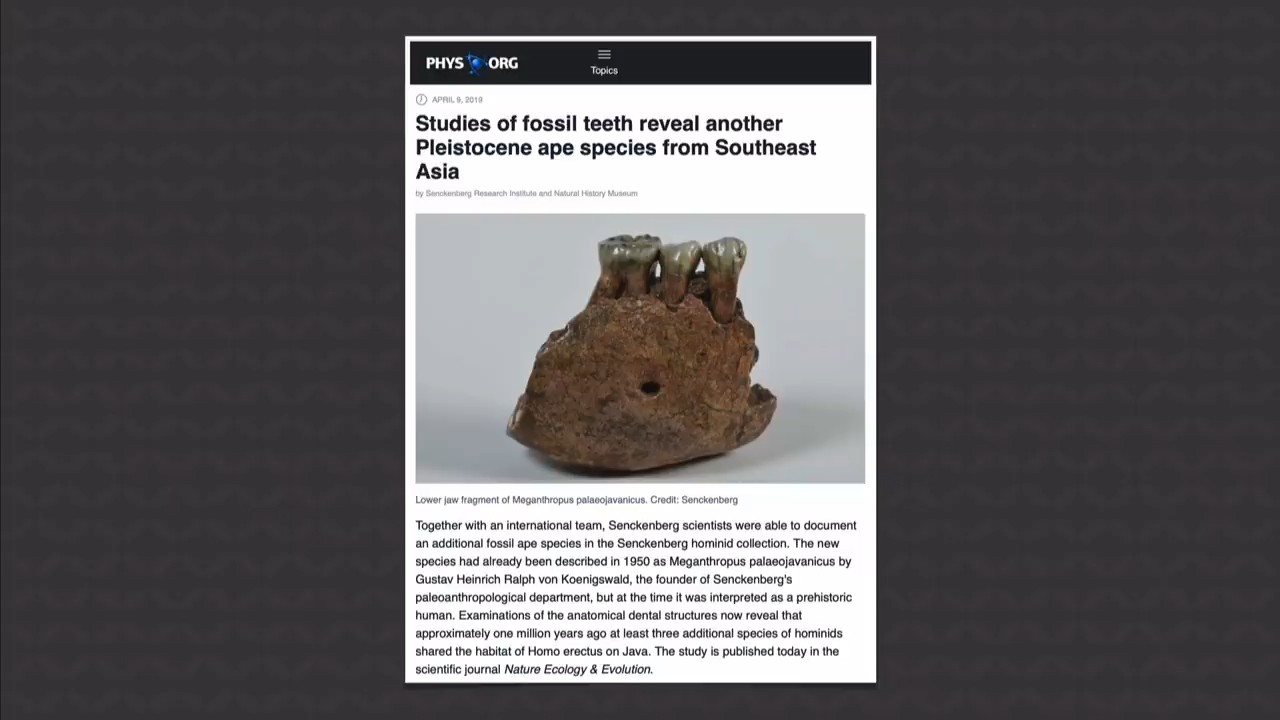 PHYS ORG
Topics
APRIL 9, 2019
Studies of fossil teeth reveal another
Pleistocene ape species from Southeast
Asia
by Senckenberg Research Institute and Natural History Museum
Lower jaw fragment of Meganthropus palaeojavanicus. Credit: Senckenberg
Together with an international team, Senckenberg scientists were able to document
an additional fossil ape species in the Senckenberg hominid collection. The new
species had already been described in 1950 as Meganthropus palaeojavanicus by
Gustav Heinrich Ralph von Koenigswald, the founder of Senckenberg's
paleoanthropological department, but at the time it was interpreted as a prehistoric
human. Examinations of the anatomical dental structures now reveal that
approximately one million years ago at least three additional species of hominids
shared the habitat of Homo erectus on Java. The study is published today in the
scientific journal Nature Ecology & Evolution.